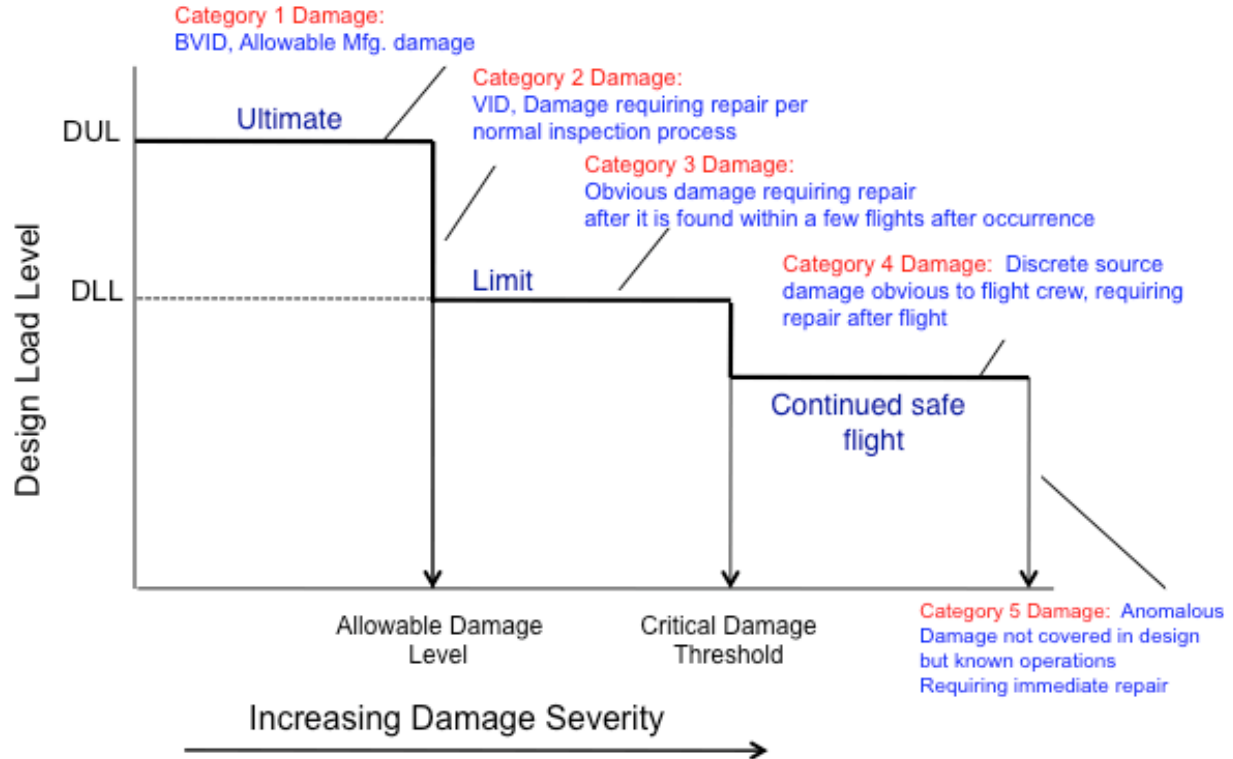 Category 1 Damage:
BVID, Allowable Mfg. damage
Category 2 Damage:
VID, Damage requiring repair per
normal inspection process
Ultimate
DUL
Category 3 Damage:
Obvious damage requiring repair
after it is found within a few flights after occurrence
Category 4 Damage: Discrete source
damage obvious to flight crew, requiring
repair after flight
Limit
DLL
Continued safe
flight
Design Load Level
Category 5 Damage: Anomalous
Damage not covered in design
but known operations
Requiring immediate repair
Allowable Damage
Level
Critical Damage
Threshold
Increasing Damage Severity